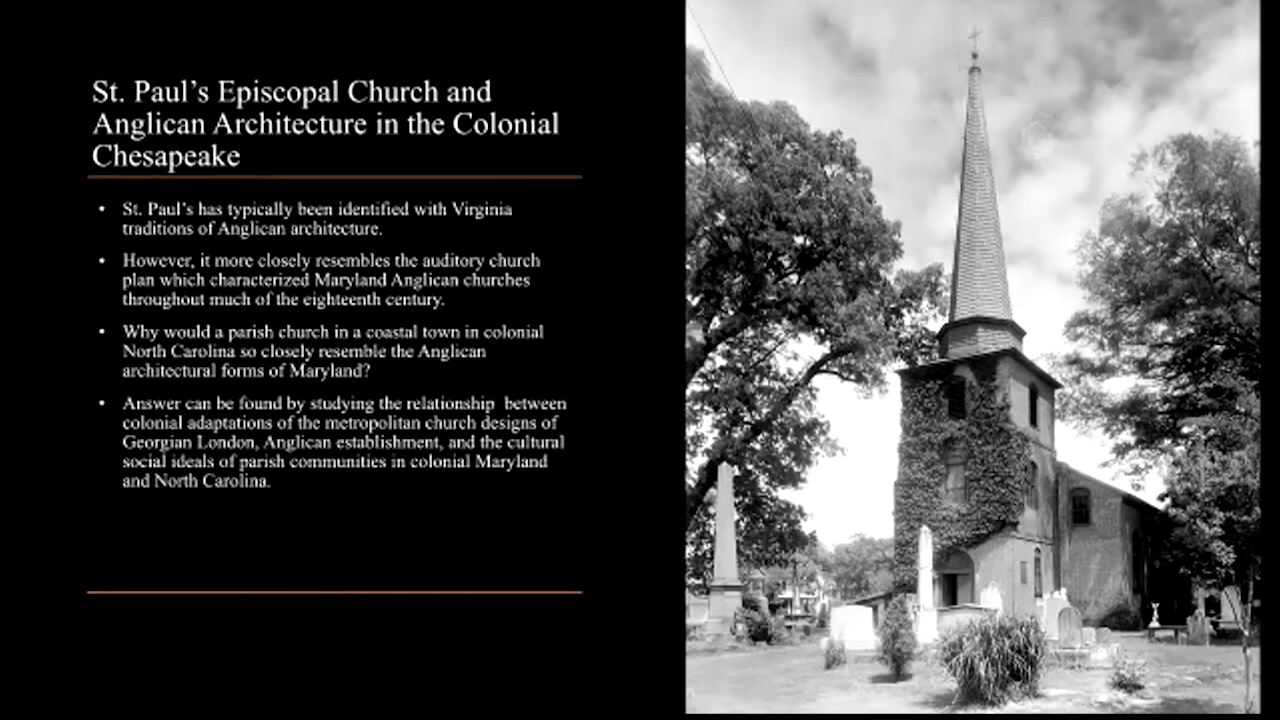 St. Paul’s Episcopal Church and
Anglican Architecture in the Colonial
Chesapeake
• St. Paul’s has typically been identified with Virginia
traditions of Anglican architecture.
• However, it more closely resembles the auditory church
plan which characterized Maryland Anglican churches
throughout much of the eighteenth century.
• Why would a parish church in a coastal town in colonial
North Carolina so closely resemble the Anglican
architectural forms of Maryland?
• Answer can be found by studying the relationship between
colonial adaptations of the metropolitan church designs of
Georgian London, Anglican establishment, and the cultural
social ideals of parish communities in colonial Maryland
and North Carolina.